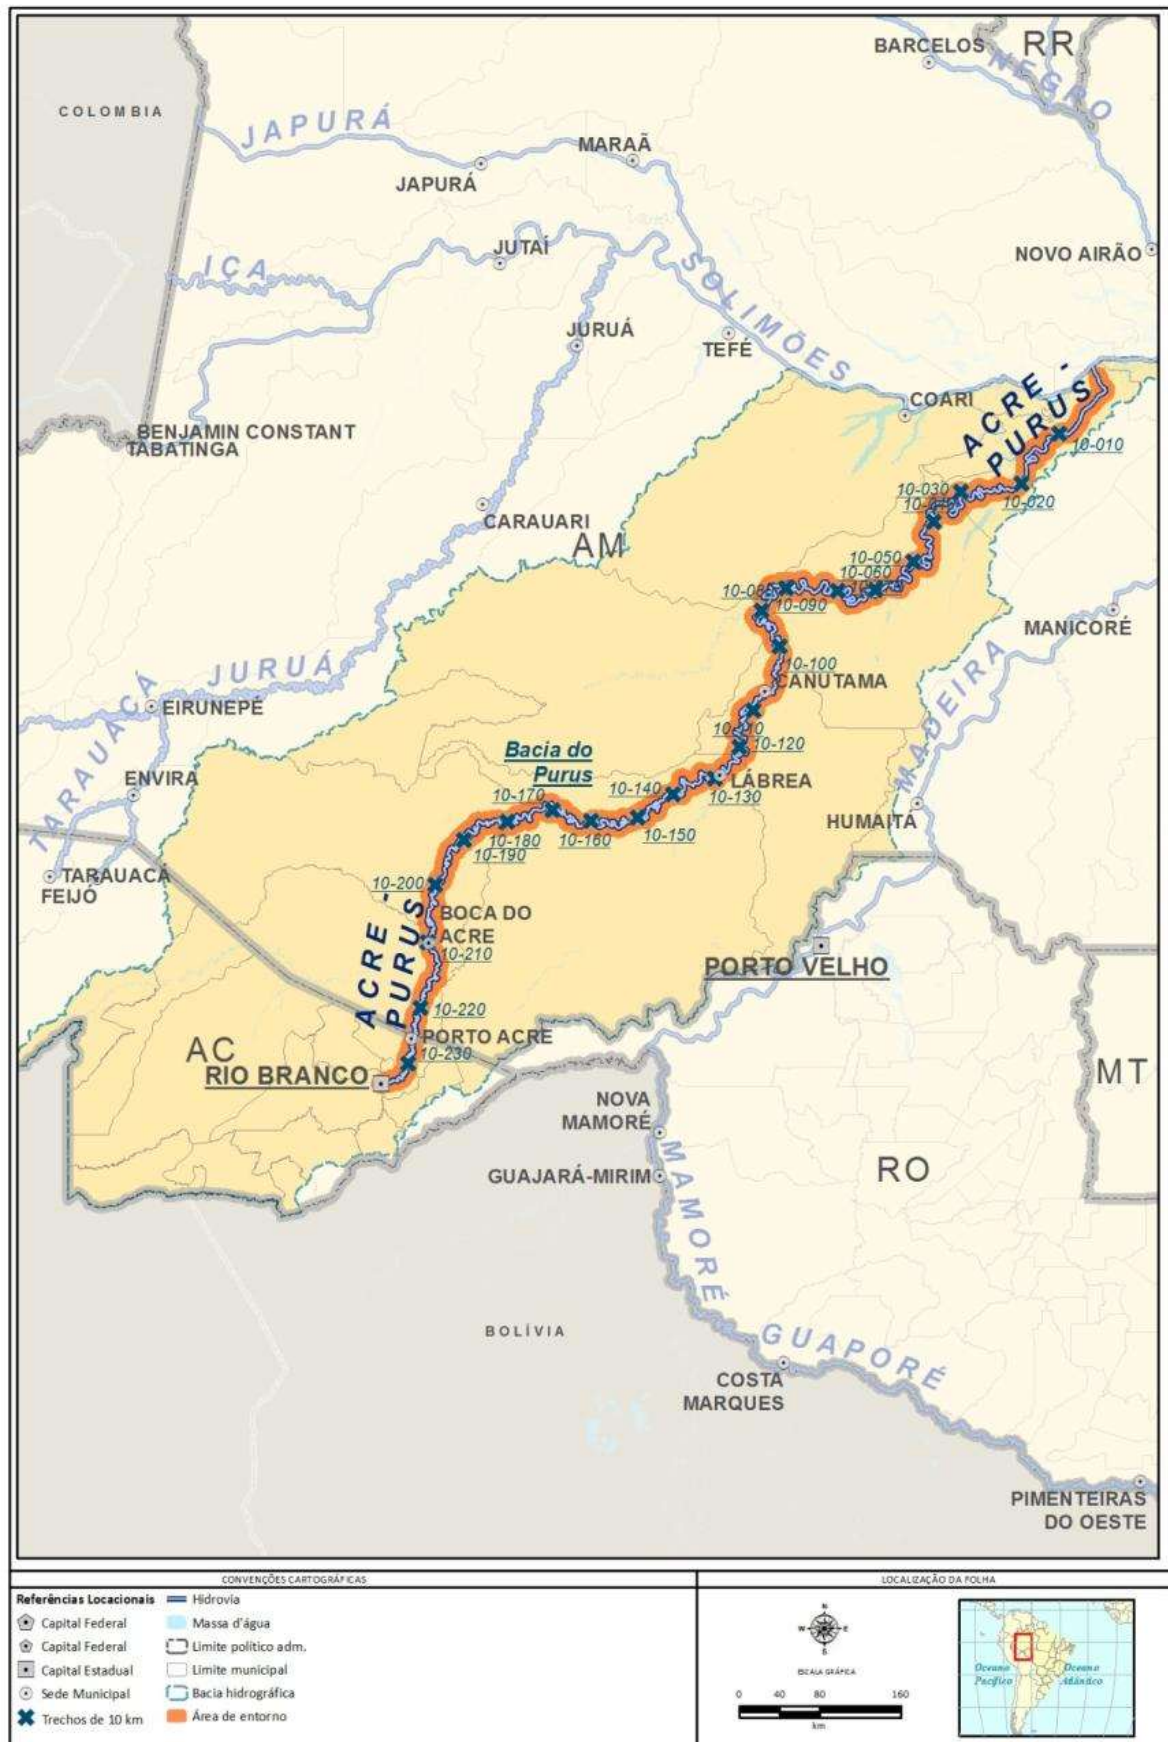 BARCELOS
RR
NEGRO
COLOMBIA
JAPURÁ
MARAÃ
JAPURÁ
JUTAÍ
NOVO AIRÃO
IÇA
SOLIMÕES
JURUÁ
TEFÉ
COARI
ACRE -
PURUS
BENJAMIN CONSTANT
TABATINGA
10-010
10-030
10-020
CARAUARI
AM
10-050
10-060
10-090
MANICORÉ
10-100
JURUÁ
CANUTAMA
EIRUNEPÉ
TARAUACÁ
MADEIRA
10-120
Bacia do
Purus
ENVIRA
LÁBREA
10-140
10-130
10-170
HUMAITÁ
10-180
10-160
10-150
10-190
TARAUACÁ
FEIJÓ
10-200
ACRE -
PURUS
BOCA DO
ACRE
10-210
PORTO VELHO
10-220
PORTO ACRE
10-230
AC
RIO BRANCO
MT
NOVA
MAMORÉ
GUAJARÁ-MIRIM
RO
MAMORÉ
BOLÍVIA
GUAPORÉ
COSTA
MARQUES
PIMENTEIRAS
DO OESTE
CONVENÇÕES CARTOGRÁFICAS
Referências Locacionais
Capital Federal
Capital Federal
Capital Estadual
Sede Municipal
Trechos de 10 km
Hidrovia
Massa d'água
Limite político adm.
Limite municipal
Bacia hidrográfica
Área de entorno
LOCALIZAÇÃO DA FOLHA
N
W E
S
ESCALA GRÁFICA
0 40 80 160
km
Oceano
Pacífico
Oceano
Atlântico